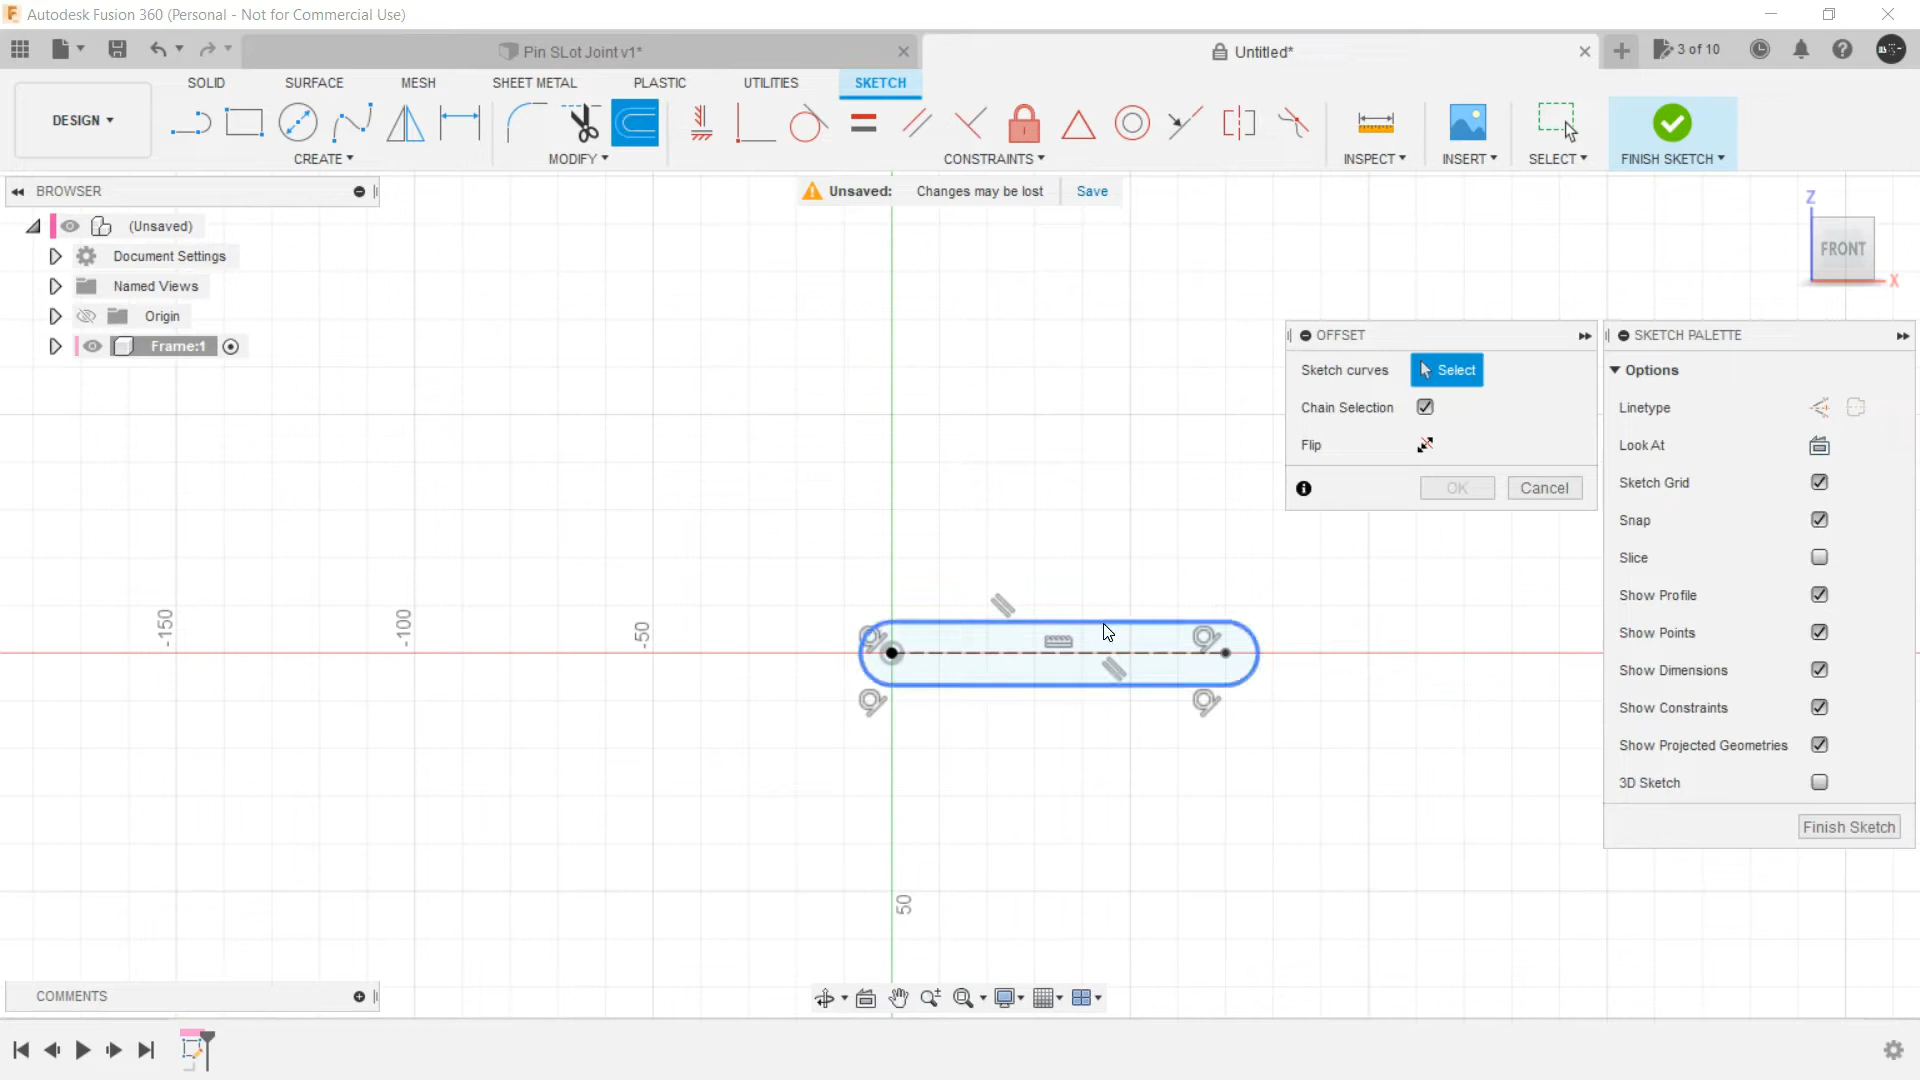 Autodesk Fusion 360 (Personal - Not for Commercial Use)
Pin SLot Joint v1*
Untitled*
3 of 10
SOLID SURFACE MESH SHEET METAL PLASTIC UTILITIES SKETCH
DESIGN
CREATE MODIFY CONSTRAINTS INSPECT INSERT SELECT FINISH SKETCH
BROWSER
Unsaved: Changes may be lost Save
(Unsaved)
Document Settings
Named Views
Origin
Frame:1
Z
FRONT
X
OFFSET
Sketch curves Select
Chain Selection
Flip
OK Cancel
SKETCH PALETTE
Options
Linetype
Look At
Sketch Grid
Snap
Slice
Show Profile
Show Points
Show Dimensions
Show Constraints
Show Projected Geometries
3D Sketch
Finish Sketch
-150
-100
-50
50
COMMENTS